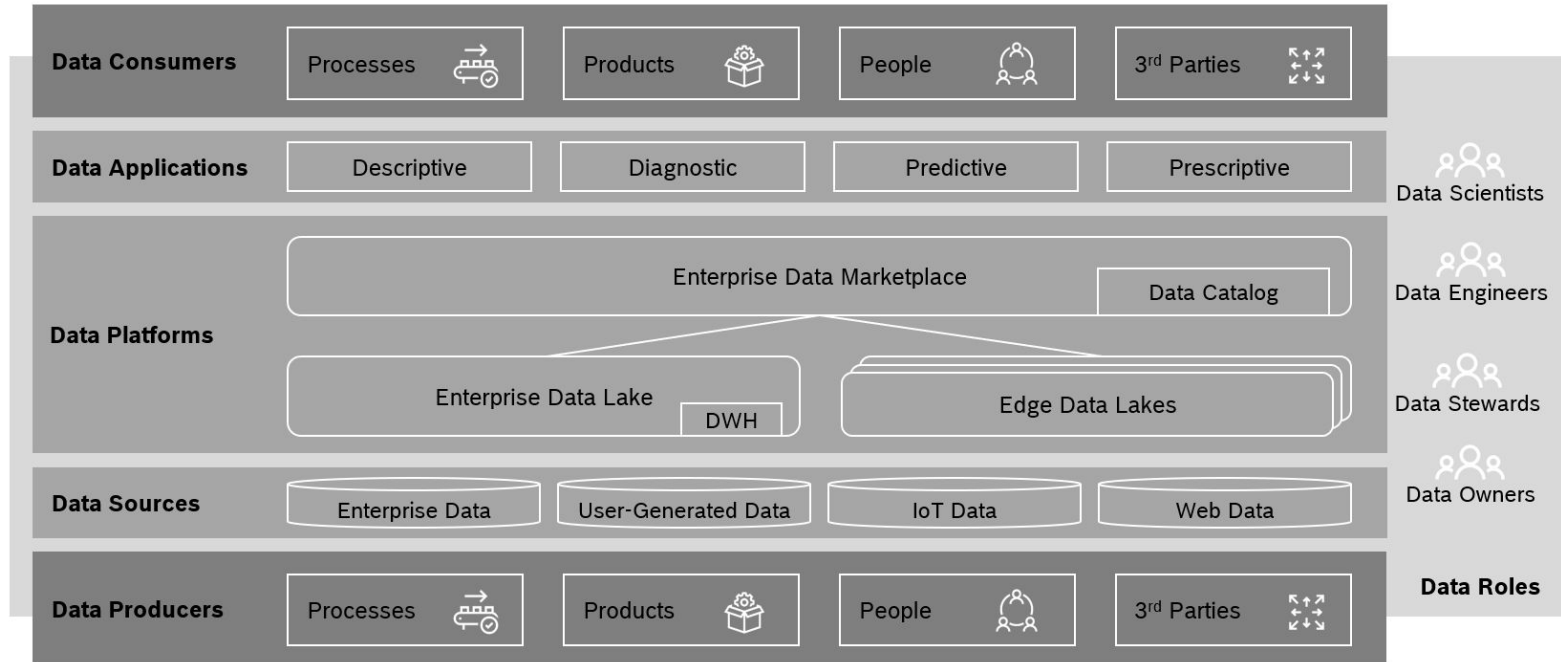 Data Consumers
Processes
Products
People
3rd Parties
Data Applications
Descriptive
Diagnostic
Predictive
Prescriptive
Data Scientists
Data Platforms
Enterprise Data Marketplace
Data Catalog
Data Engineers
Enterprise Data Lake
DWH
Edge Data Lakes
Data Stewards
Data Sources
Enterprise Data
User-Generated Data
IoT Data
Web Data
Data Owners
Data Producers
Processes
Products
People
3rd Parties
Data Roles